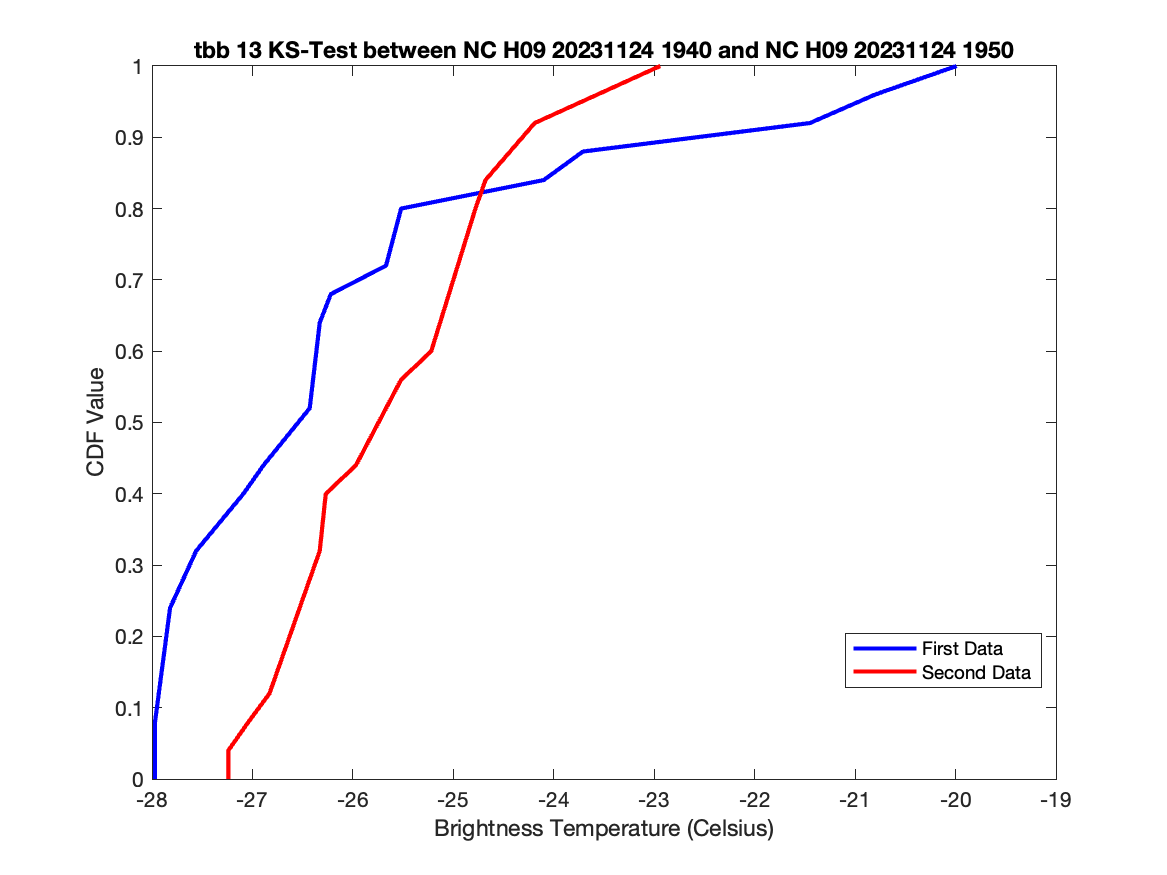 tbb 13 KS-Test between NC H09 20231124 1940 and NC H09 20231124 1950
1
0.9
0.8
0.7
0.6
0.5
0.4
0.3
0.2
0.1
0
CDF Value
First Data
Second Data
-28 -27 -26 -25 -24 -23 -22 -21 -20 -19
Brightness Temperature (Celsius)